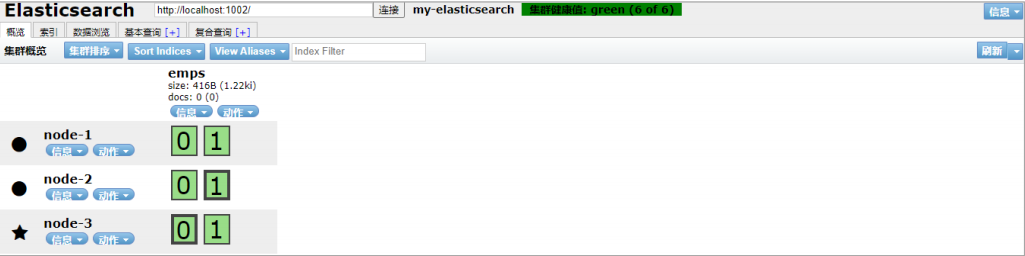 Elasticsearch http://localhost:1002/ 连接 my-elasticsearch 集群健康值: green (6 of 6) 信息
概览 索引 数据浏览 基本查询 [+] 复合查询 [+]
集群概览 集群排序 Sort Indices View Aliases Index Filter 刷新
emps
size: 416B (1.22ki)
docs: 0 (0)
信息 动作
node-1
信息 动作
0 1
node-2
信息 动作
0 1
node-3
信息 动作
0 1